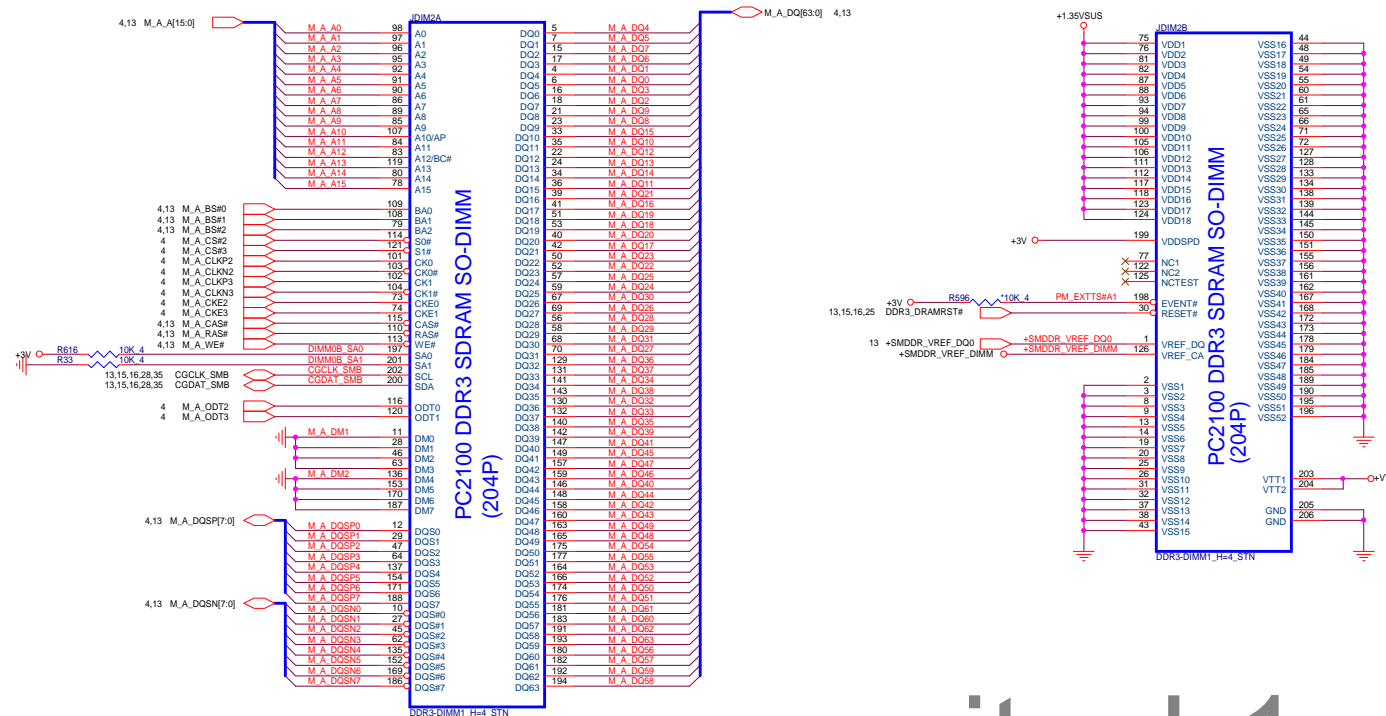 4,13 M_A_A[15:0]
JDIM2A
M_A_DQ[63:0] 4,13
M_A_A0 98 A0 DQ0 5 M_A_DQ4
M_A_A1 97 A1 DQ1 7 M_A_DQ5
M_A_A2 96 A2 DQ2 15 M_A_DQ7
M_A_A3 95 A3 DQ3 17 M_A_DQ6
M_A_A4 92 A4 DQ4 4 M_A_DQ1
M_A_A5 91 A5 DQ5 6 M_A_DQ0
M_A_A6 90 A6 DQ6 16 M_A_DQ3
M_A_A7 86 A7 DQ7 18 M_A_DQ2
M_A_A8 89 A8 DQ8 21 M_A_DQ9
M_A_A9 85 A9 DQ9 23 M_A_DQ8
M_A_A10 107 A10/AP DQ10 33 M_A_DQ15
M_A_A11 84 A11 DQ11 35 M_A_DQ10
M_A_A12 83 A12/BC# DQ12 22 M_A_DQ12
M_A_A13 119 A13 DQ13 24 M_A_DQ13
M_A_A14 80 A14 DQ14 34 M_A_DQ14
M_A_A15 78 A15 DQ15 36 M_A_DQ11
DQ16 39 M_A_DQ21
4,13 M_A_BS#0 109 BA0 DQ17 41 M_A_DQ16
4,13 M_A_BS#1 108 BA1 DQ18 51 M_A_DQ19
4,13 M_A_BS#2 79 BA2 DQ19 53 M_A_DQ18
4 M_A_CS#2 114 S0# DQ20 40 M_A_DQ20
4 M_A_CS#3 121 S1# DQ21 42 M_A_DQ17
4 M_A_CLKP2 101 CK0 DQ22 50 M_A_DQ23
4 M_A_CLKN2 103 CK0# DQ23 52 M_A_DQ22
4 M_A_CLKP3 102 CK1 DQ24 57 M_A_DQ25
4 M_A_CLKN3 104 CK1# DQ25 59 M_A_DQ24
4 M_A_CKE2 73 CKE0 DQ26 67 M_A_DQ30
4 M_A_CKE3 74 CKE1 DQ27 69 M_A_DQ26
4,13 M_A_CAS# 115 CAS# DQ28 56 M_A_DQ28
4,13 M_A_RAS# 110 RAS# DQ29 58 M_A_DQ29
4,13 M_A_WE# 113 WE# DQ30 68 M_A_DQ31
+3V R616 10K_4 DIMM0B_SA0 197 SA0 DQ31 70 M_A_DQ27
R33 10K_4 DIMM0B_SA1 201 SA1 DQ32 129 M_A_DQ36
13,15,16,28,35 CGCLK_SMB CGCLK_SMB 202 SCL DQ33 131 M_A_DQ37
13,15,16,28,35 CGDAT_SMB CGDAT_SMB 200 SDA DQ34 141 M_A_DQ34
DQ35 143 M_A_DQ38
4 M_A_ODT2 116 ODT0 DQ36 130 M_A_DQ32
4 M_A_ODT3 120 ODT1 DQ37 132 M_A_DQ33
DQ38 140 M_A_DQ35
M_A_DM1 11 DM0 DQ39 142 M_A_DQ39
28 DM1 DQ40 147 M_A_DQ41
46 DM2 DQ41 149 M_A_DQ45
63 DM3 DQ42 157 M_A_DQ47
M_A_DM2 136 DM4 DQ43 159 M_A_DQ46
153 DM5 DQ44 146 M_A_DQ40
170 DM6 DQ45 148 M_A_DQ44
187 DM7 DQ46 158 M_A_DQ42
DQ47 160 M_A_DQ43
4,13 M_A_DQSP[7:0]
M_A_DQSP0 12 DQS0 DQ48 163 M_A_DQ49
M_A_DQSP1 29 DQS1 DQ49 165 M_A_DQ48
M_A_DQSP2 47 DQS2 DQ50 175 M_A_DQ54
M_A_DQSP3 64 DQS3 DQ51 177 M_A_DQ55
M_A_DQSP4 137 DQS4 DQ52 164 M_A_DQ53
M_A_DQSP5 154 DQS5 DQ53 166 M_A_DQ52
M_A_DQSP6 171 DQS6 DQ54 174 M_A_DQ50
M_A_DQSP7 188 DQS7 DQ55 176 M_A_DQ51
4,13 M_A_DQSN[7:0]
M_A_DQSN0 10 DQS#0 DQ56 181 M_A_DQ61
M_A_DQSN1 27 DQS#1 DQ57 183 M_A_DQ60
M_A_DQSN2 45 DQS#2 DQ58 191 M_A_DQ62
M_A_DQSN3 62 DQS#3 DQ59 193 M_A_DQ63
M_A_DQSN4 135 DQS#4 DQ60 180 M_A_DQ56
M_A_DQSN5 152 DQS#5 DQ61 182 M_A_DQ57
M_A_DQSN6 169 DQS#6 DQ62 192 M_A_DQ59
M_A_DQSN7 186 DQS#7 DQ63 194 M_A_DQ58
PC2100 DDR3 SDRAM SO-DIMM
(204P)
DDR3-DIMM1_H=4_STN
+1.35VSUS
JDIM2B
75 VDD1 VSS16 44
76 VDD2 VSS17 48
81 VDD3 VSS18 49
82 VDD4 VSS19 54
87 VDD5 VSS20 55
88 VDD6 VSS21 60
93 VDD7 VSS22 61
94 VDD8 VSS23 65
99 VDD9 VSS24 66
100 VDD10 VSS25 71
105 VDD11 VSS26 72
106 VDD12 VSS27 127
111 VDD13 VSS28 128
112 VDD14 VSS29 133
117 VDD15 VSS30 134
118 VDD16 VSS31 138
123 VDD17 VSS32 139
124 VDD18 VSS33 144
VSS34 145
+3V 199 VDDSPD VSS35 150
VSS36 151
77 NC1 VSS37 155
122 NC2 VSS38 156
125 NCTEST VSS39 161
VSS40 162
+3V R596 *10K_4 PM_EXTTS#A1 198 EVENT# VSS41 167
13,15,16,25 DDR3_DRAMRST# 30 RESET# VSS42 168
VSS43 172
VSS44 173
13 +SMDDR_VREF_DQ0 +SMDDR_VREF_DQ0 1 VREF_DQ VSS45 178
+SMDDR_VREF_DIMM +SMDDR_VREF_DIMM 126 VREF_CA VSS46 179
VSS47 184
VSS48 185
2 VSS1 VSS49 189
3 VSS2 VSS50 190
8 VSS3 VSS51 195
9 VSS4 VSS52 196
13 VSS5
14 VSS6
19 VSS7
20 VSS8
25 VSS9
26 VSS10 VTT1 203
31 VSS11 VTT2 204
32 VSS12
37 VSS13 GND 205
38 VSS14 GND 206
43 VSS15
PC2100 DDR3 SDRAM SO-DIMM
(204P)
DDR3-DIMM1_H=4_STN